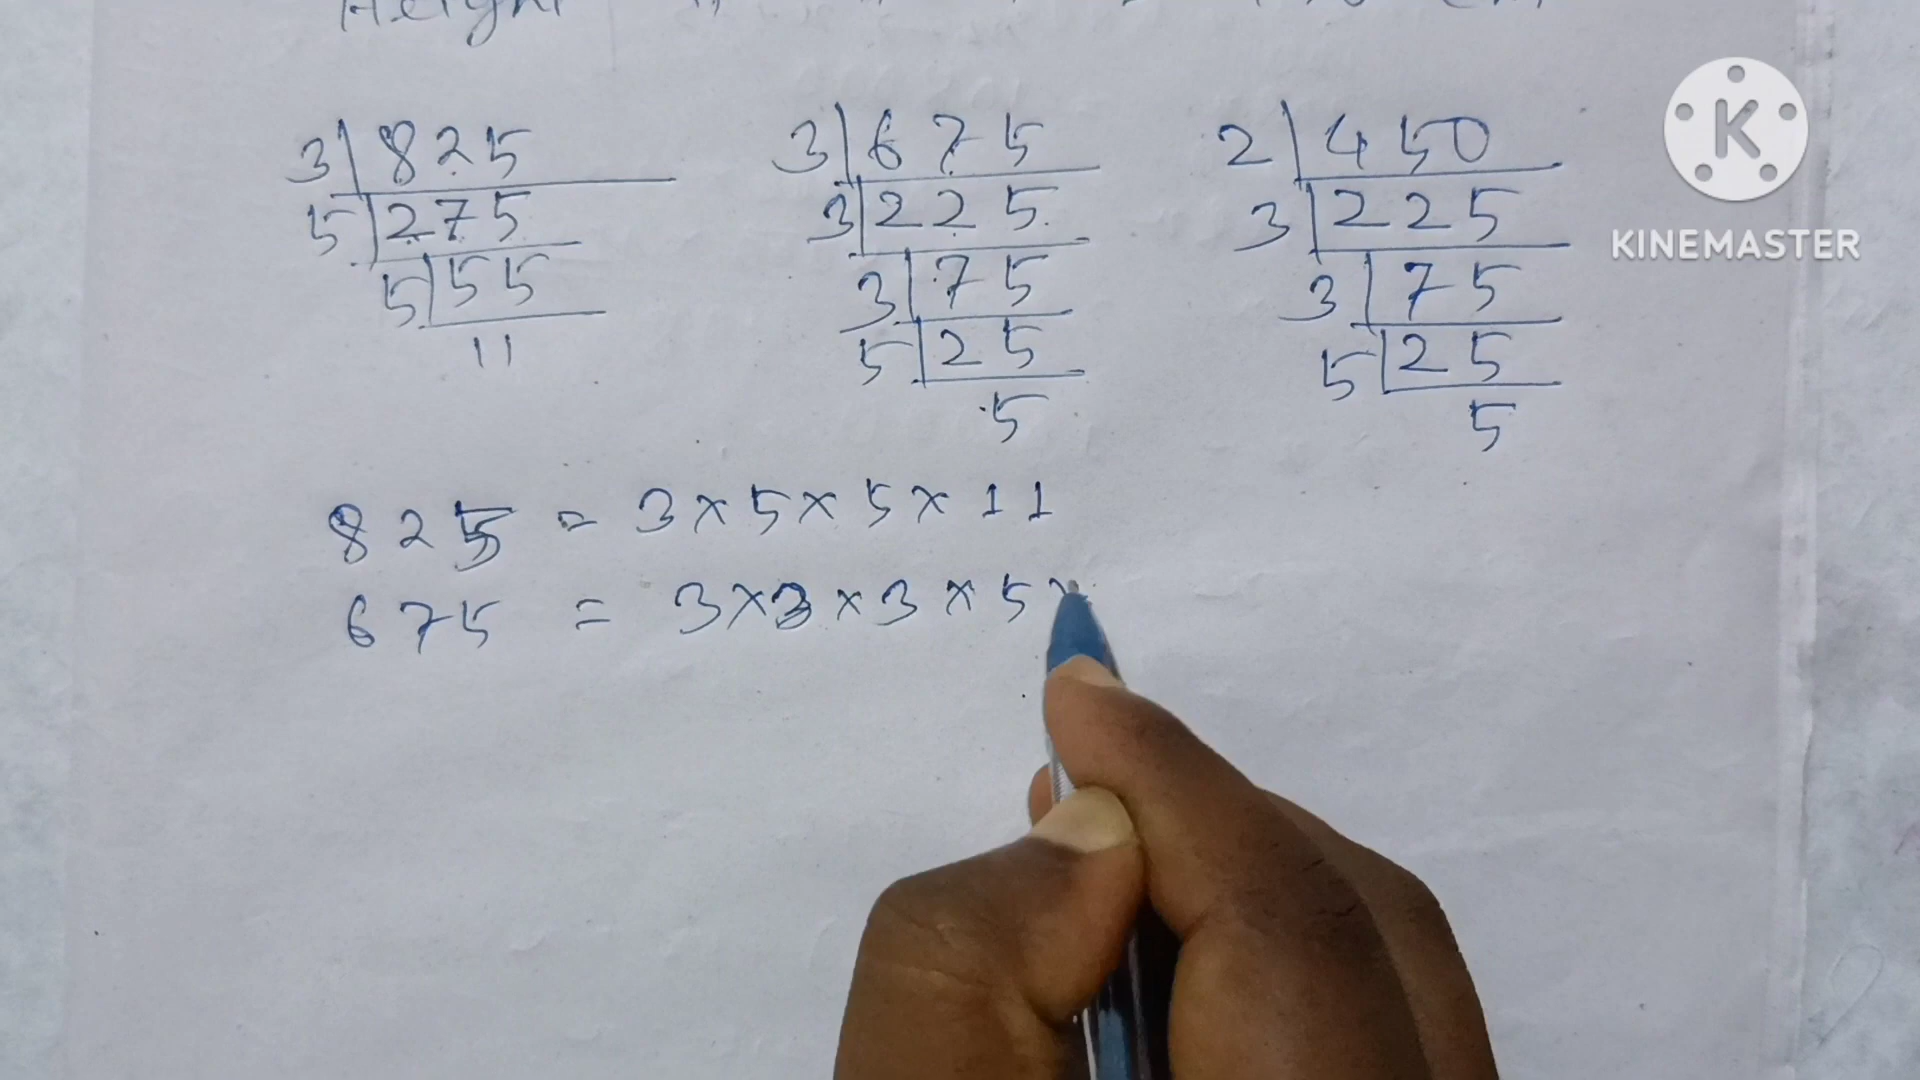 Height
3 825
5 275
5 55
11
3 675
3 225
3 75
5 25
5
2 450
3 225
3 75
5 25
5
825 = 3 × 5 × 5 × 11
675 = 3 × 3 × 3 × 5 ×
K
KINEMASTER